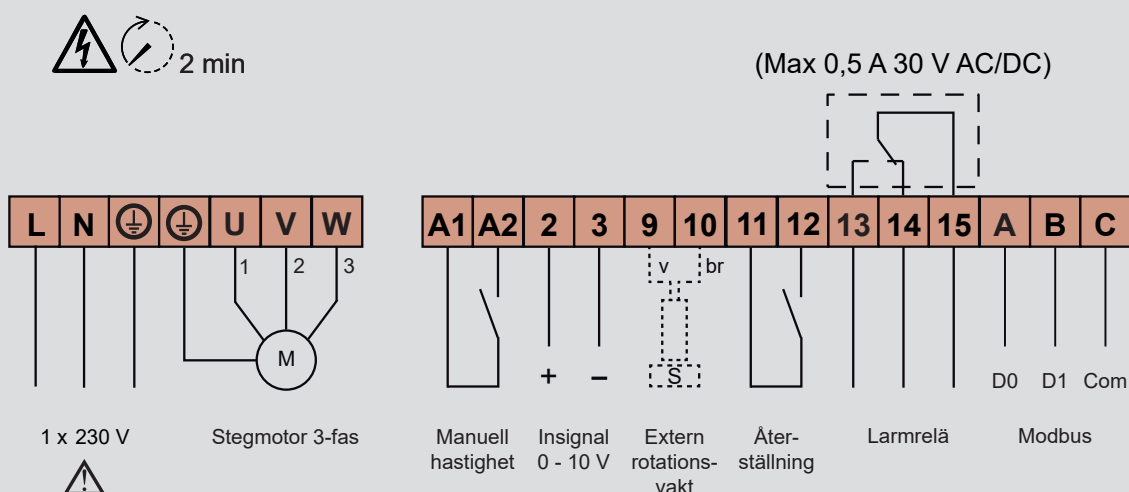 2 min
(Max 0,5 A 30 V AC/DC)
L N U V W
A1 A2 2 3 9 10 11 12 13 14 15 A B C
1 2 3
v br
M
+ –
S
D0 D1 Com
1 x 230 V
Stegmotor 3-fas
Manuell
hastighet
Insignal
0 - 10 V
Extern
rotations-
vakt
Åter-
ställning
Larmrelä
Modbus